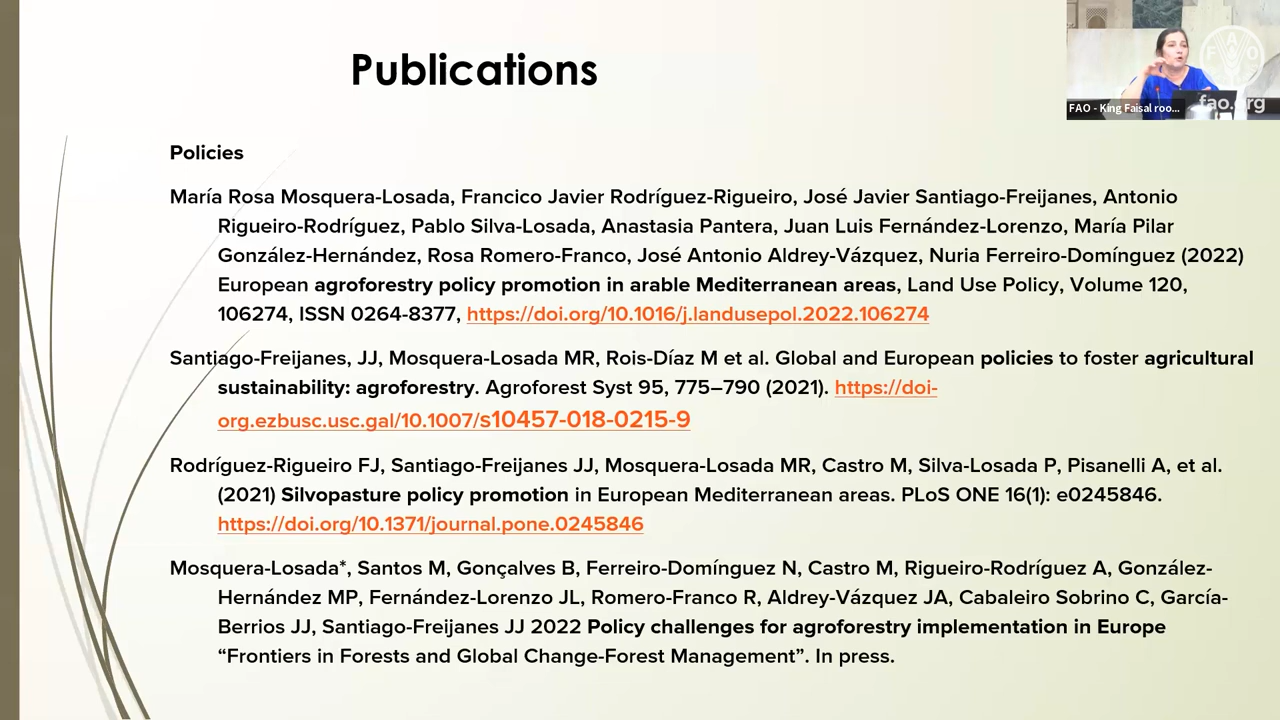 Publications
FAO - King Faisal roo...
fao.org
Policies
María Rosa Mosquera-Losada, Francico Javier Rodríguez-Rigueiro, José Javier Santiago-Freijanes, Antonio
Rigueiro-Rodríguez, Pablo Silva-Losada, Anastasia Pantera, Juan Luis Fernández-Lorenzo, María Pilar
González-Hernández, Rosa Romero-Franco, José Antonio Aldrey-Vázquez, Nuria Ferreiro-Domínguez (2022)
European agroforestry policy promotion in arable Mediterranean areas, Land Use Policy, Volume 120,
106274, ISSN 0264-8377, https://doi.org/10.1016/j.landusepol.2022.106274
Santiago-Freijanes, JJ, Mosquera-Losada MR, Rois-Díaz M et al. Global and European policies to foster agricultural
sustainability: agroforestry. Agroforest Syst 95, 775–790 (2021). https://doi-
org.ezbusc.usc.gal/10.1007/s10457-018-0215-9
Rodríguez-Rigueiro FJ, Santiago-Freijanes JJ, Mosquera-Losada MR, Castro M, Silva-Losada P, Pisanelli A, et al.
(2021) Silvopasture policy promotion in European Mediterranean areas. PLoS ONE 16(1): e0245846.
https://doi.org/10.1371/journal.pone.0245846
Mosquera-Losada*, Santos M, Gonçalves B, Ferreiro-Domínguez N, Castro M, Rigueiro-Rodríguez A, González-
Hernández MP, Fernández-Lorenzo JL, Romero-Franco R, Aldrey-Vázquez JA, Cabaleiro Sobrino C, García-
Berrios JJ, Santiago-Freijanes JJ 2022 Policy challenges for agroforestry implementation in Europe
“Frontiers in Forests and Global Change-Forest Management”. In press.